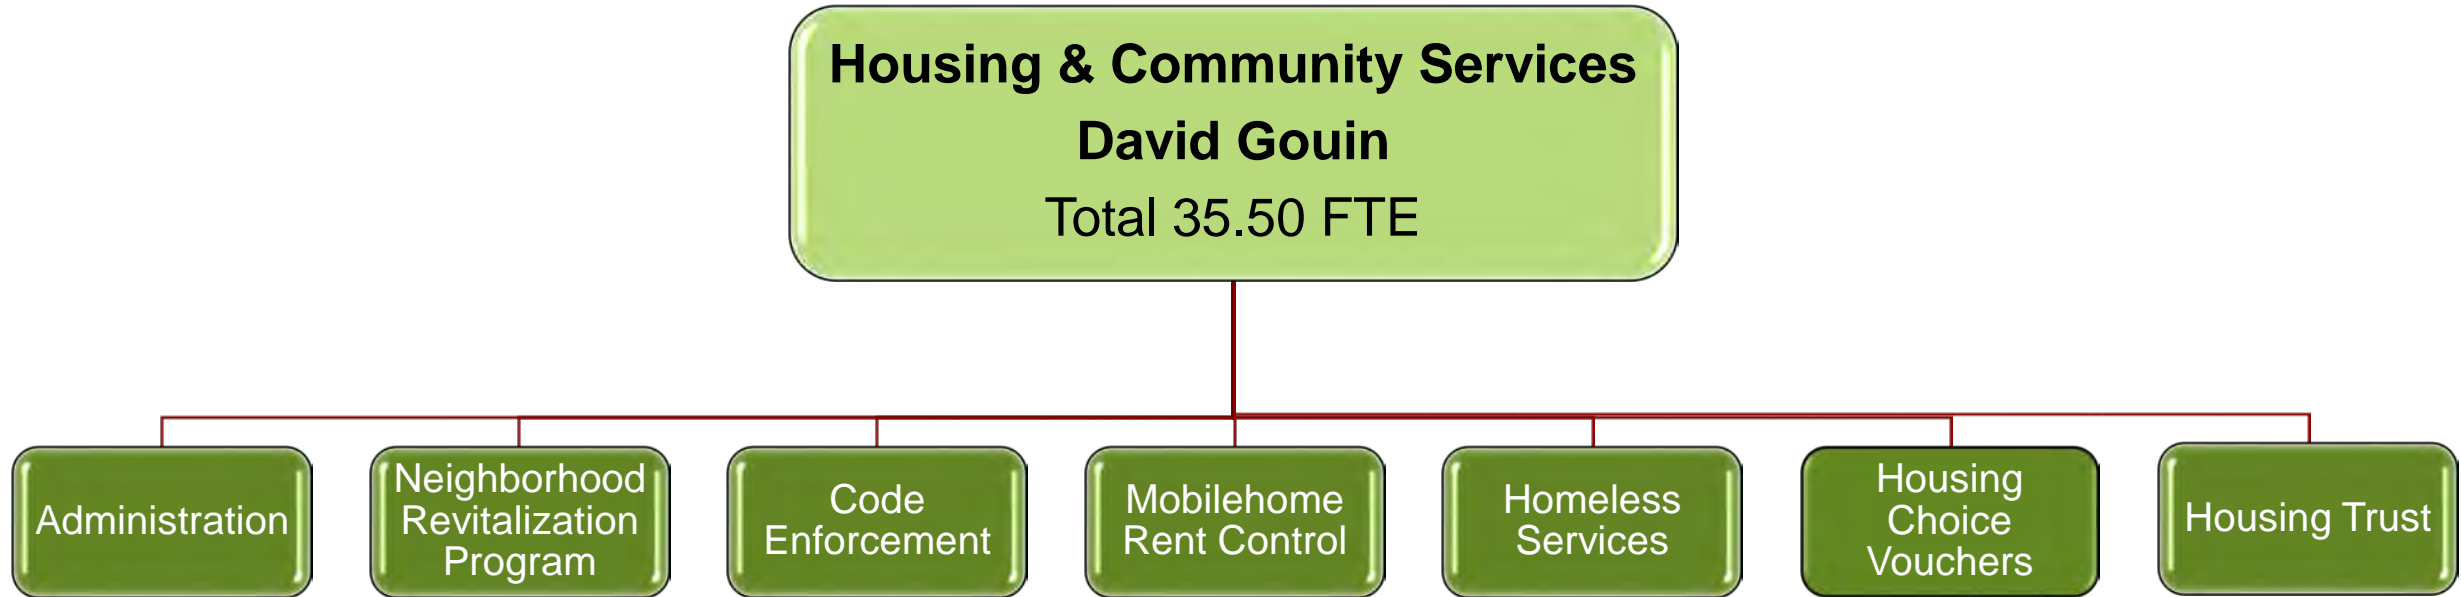 Housing & Community Services
David Gouin
Total 35.50 FTE
Administration
Neighborhood
Revitalization
Program
Code
Enforcement
Mobilehome
Rent Control
Homeless
Services
Housing
Choice
Vouchers
Housing Trust